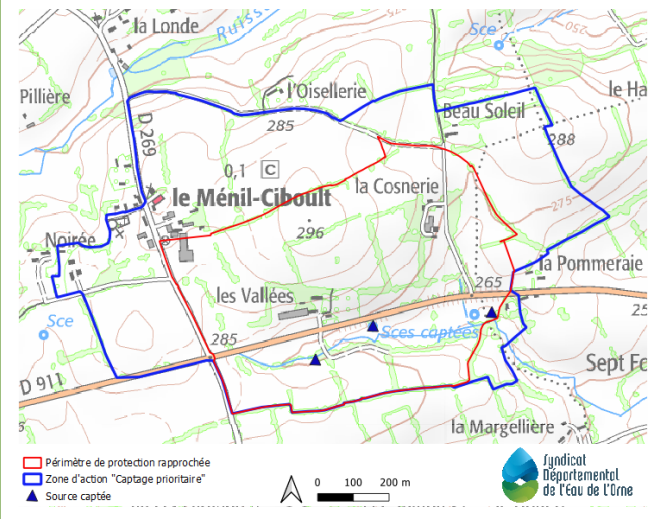 la Londe
Ruiss
Sce
250
Pillière
l'Oisellerie
le Ha
Beau Soleil
D 269
285
288
0,1 C
la Cosnerie
le Ménil-Ciboult
275
296
Noirée
la Pommeraie
265
les Vallées
25
Sce
Sces captées
285
Sept Fo
D 911
la Margellière
Périmètre de protection rapprochée
Zone d'action "Captage prioritaire"
Source captée
0 100 200 m
Syndicat
Départemental
de l'Eau de l'Orne